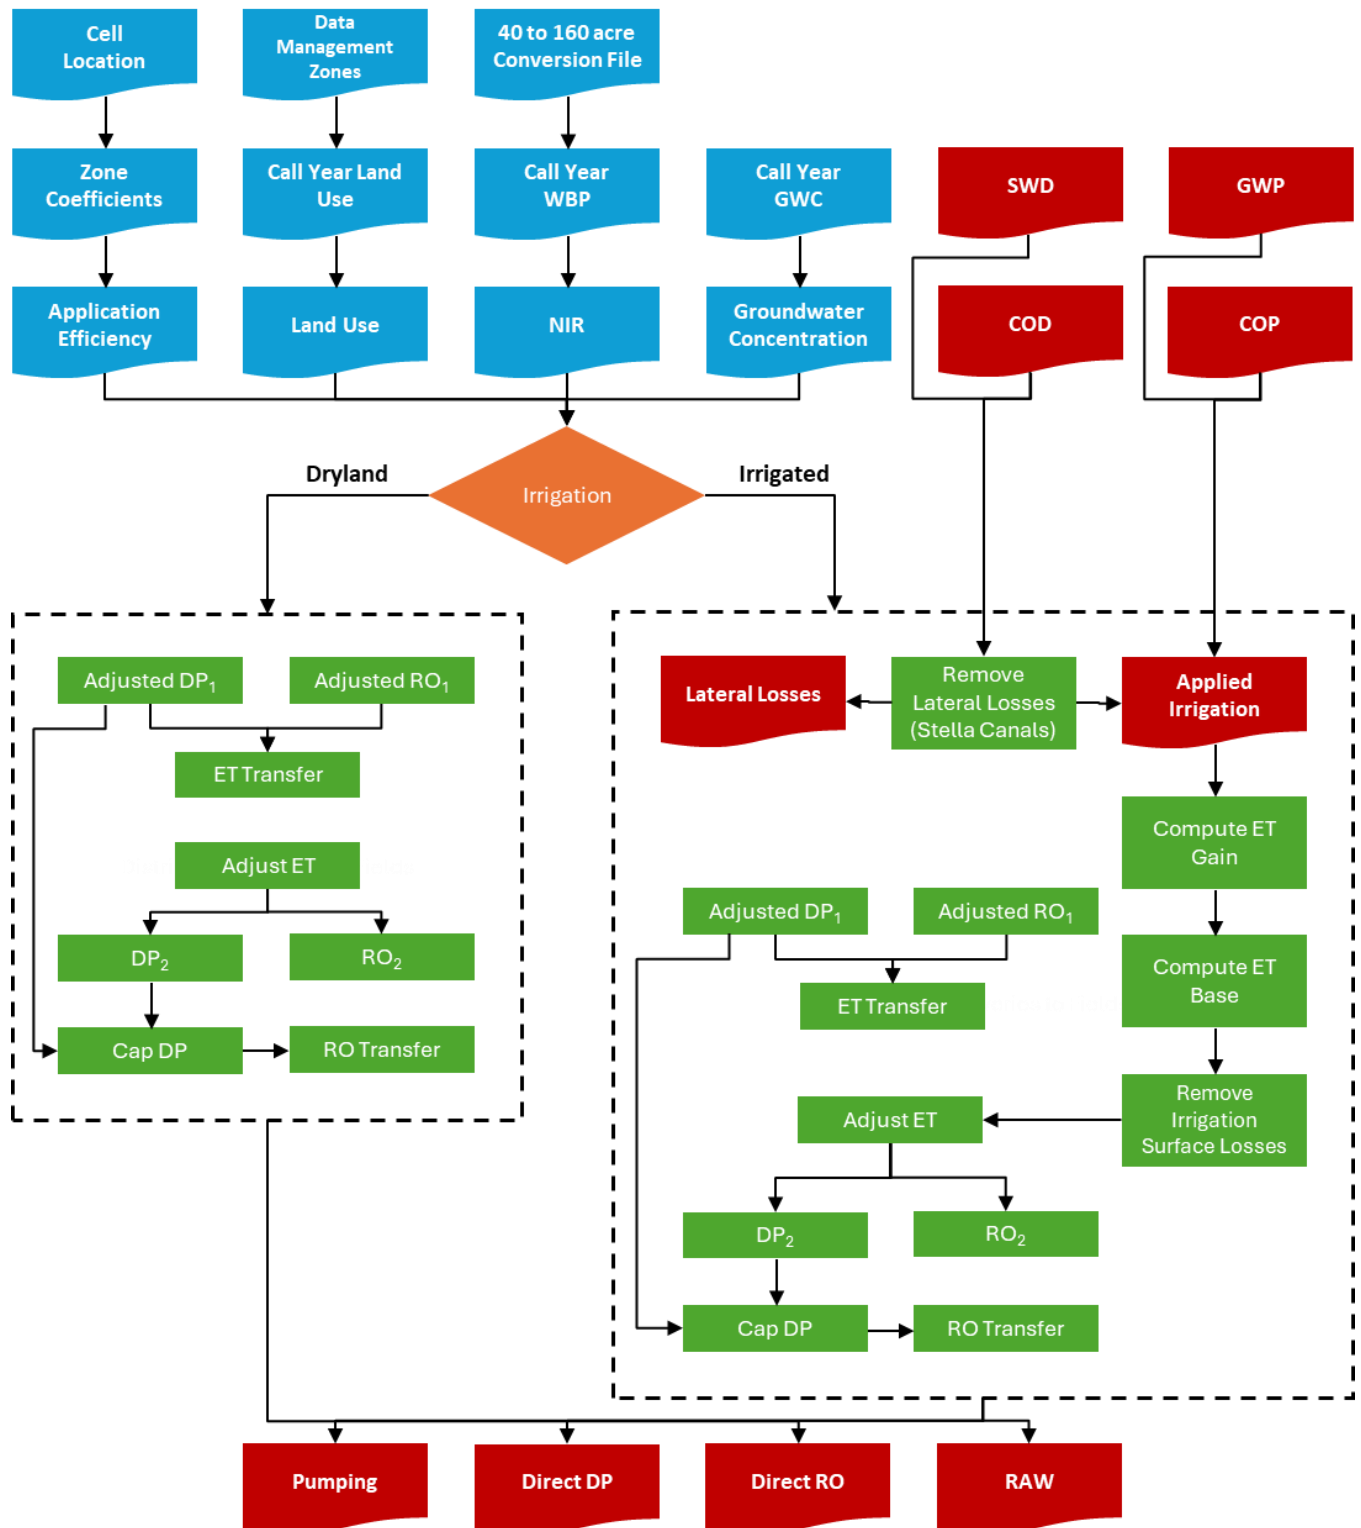 Cell
Location
Data
Management
Zones
40 to 160 acre
Conversion File
Zone
Coefficients
Call Year Land
Use
Call Year
WBP
Call Year
GWC
SWD
GWP
Application
Efficiency
Land Use
NIR
Groundwater
Concentration
COD
COP
Dryland
Irrigation
Irrigated
Adjusted DP₁
Adjusted RO₁
ET Transfer
Adjust ET
DP₂
RO₂
Cap DP
RO Transfer
Lateral Losses
Remove
Lateral Losses
(Stella Canals)
Applied
Irrigation
Compute ET
Gain
Adjusted DP₁
Adjusted RO₁
Compute ET
Base
ET Transfer
Remove
Irrigation
Surface Losses
Adjust ET
DP₂
RO₂
Cap DP
RO Transfer
Pumping
Direct DP
Direct RO
RAW